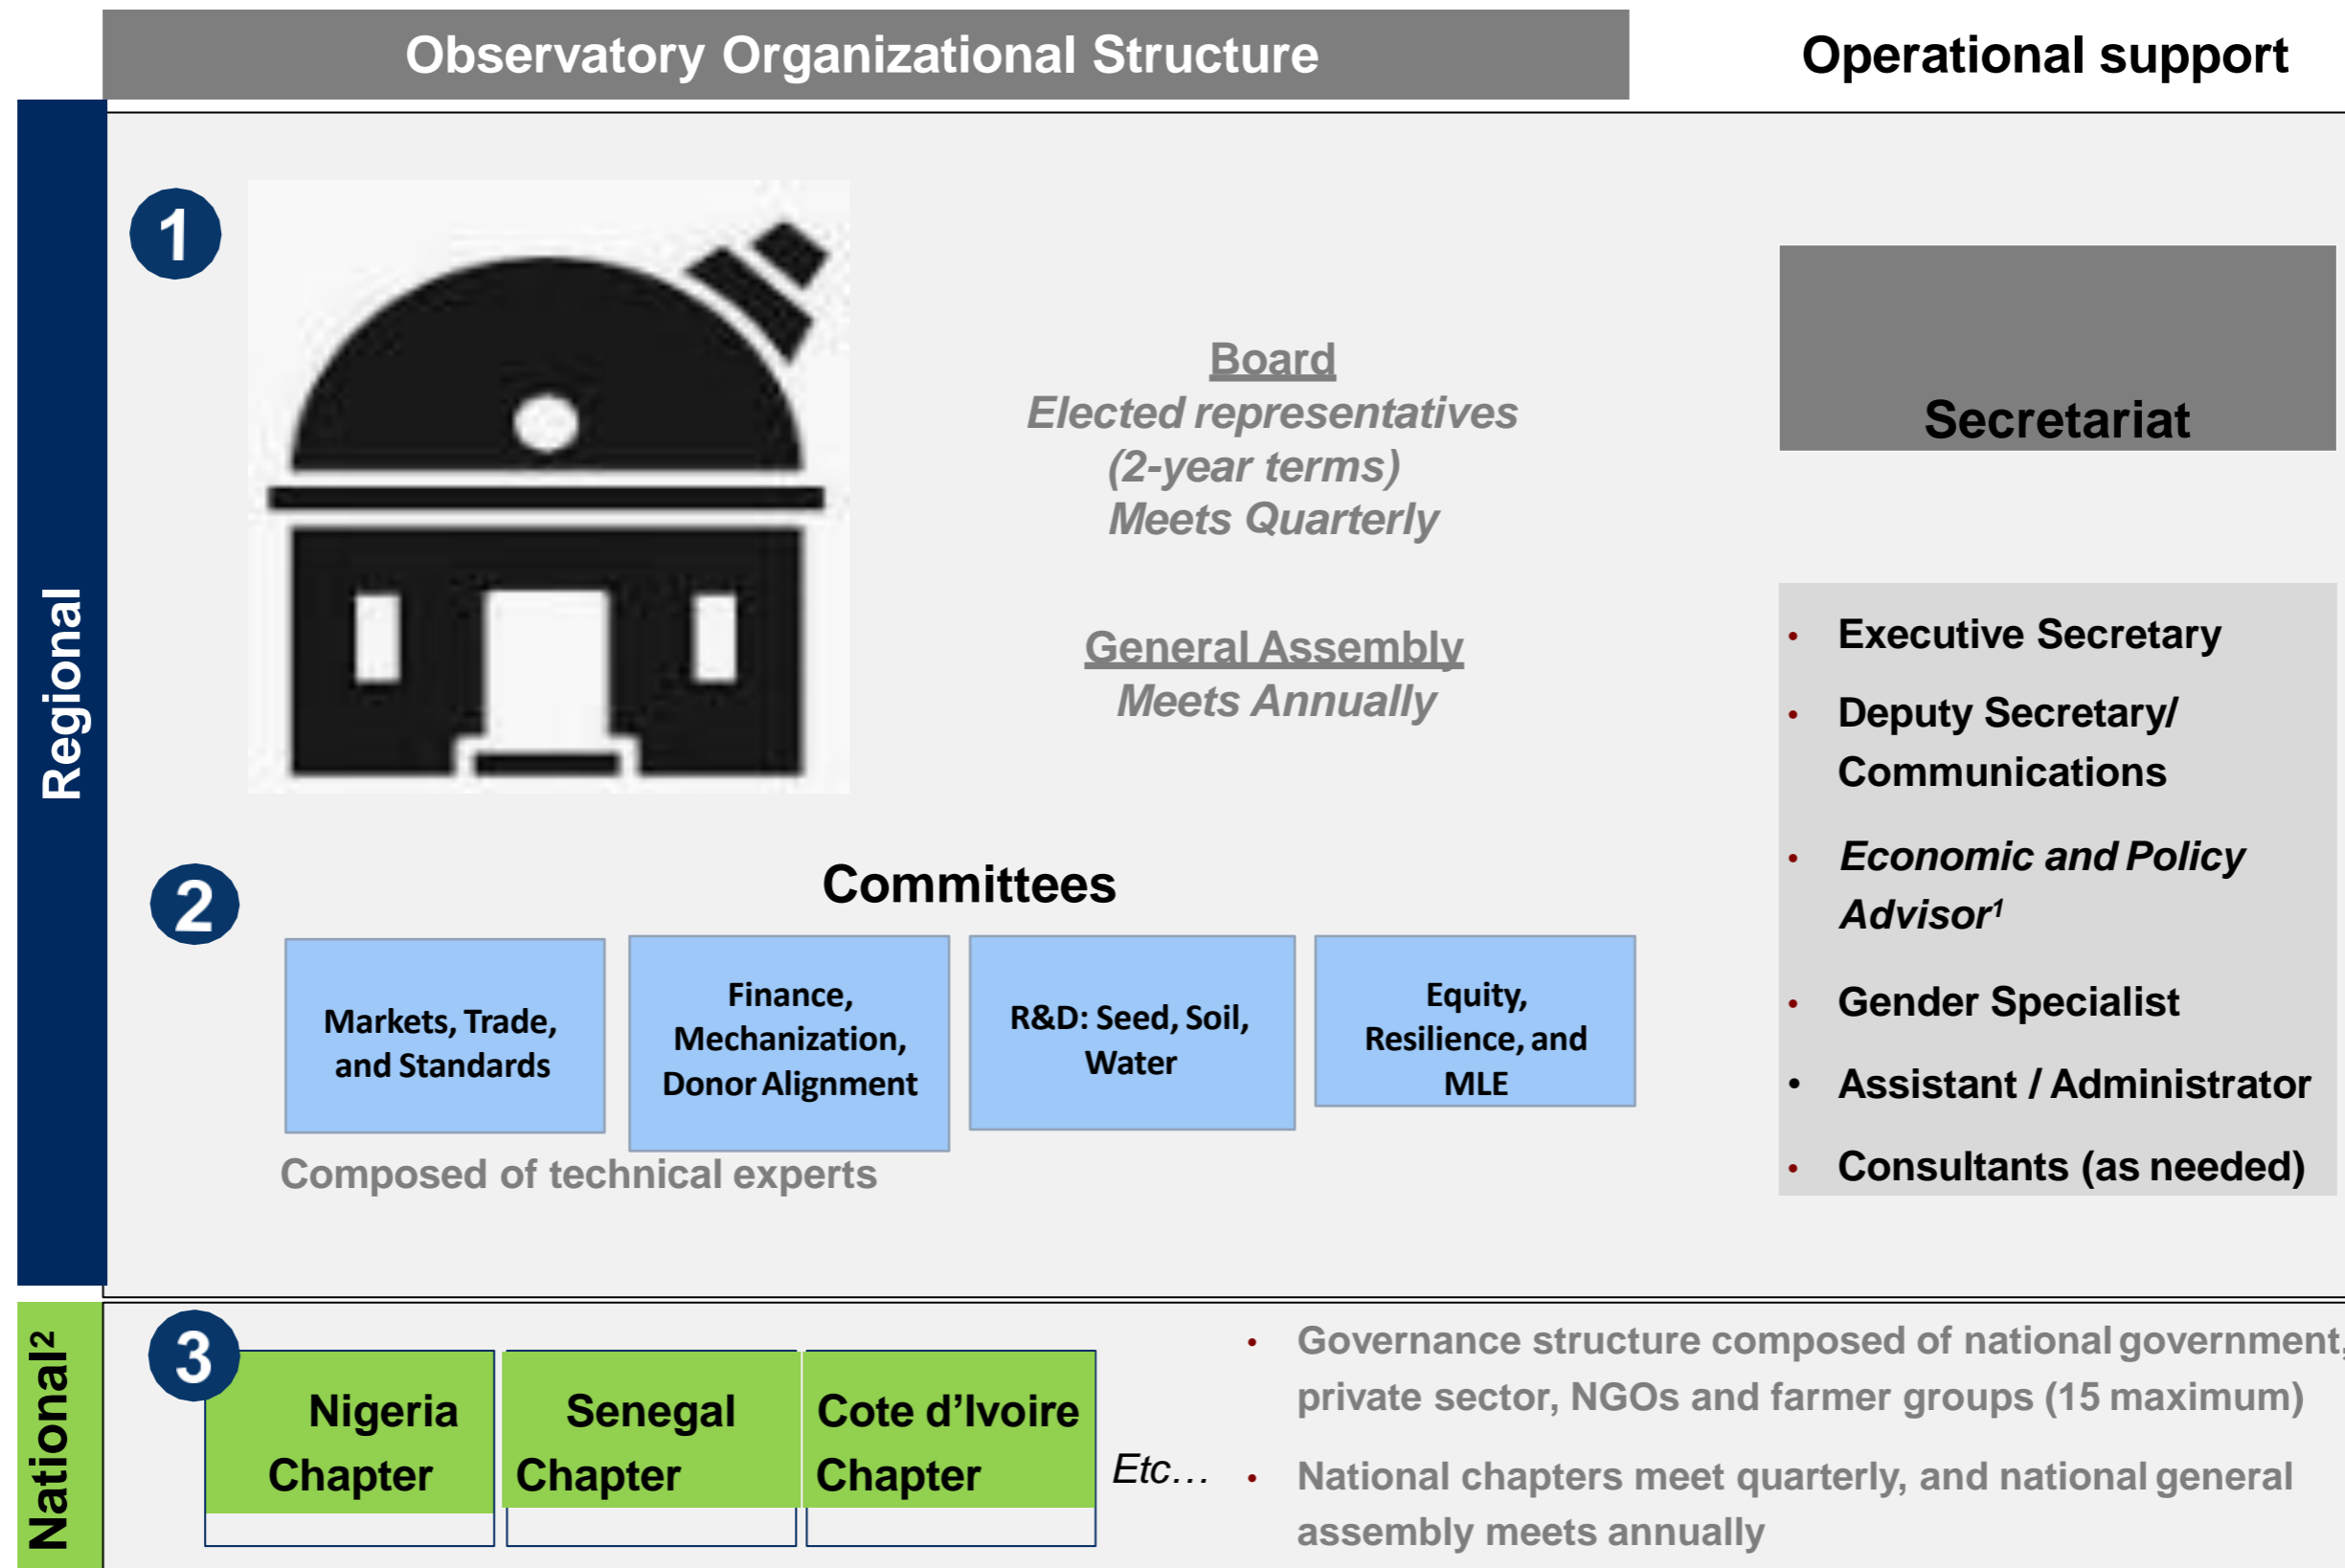 Observatory Organizational Structure
Operational support
Regional
1
Board
Elected representatives
(2-year terms)
Meets Quarterly
General Assembly
Meets Annually
Secretariat
• Executive Secretary
• Deputy Secretary/
Communications
• Economic and Policy
Advisor¹
• Gender Specialist
• Assistant / Administrator
• Consultants (as needed)
2
Committees
Markets, Trade,
and Standards
Finance,
Mechanization,
Donor Alignment
R&D: Seed, Soil,
Water
Equity,
Resilience, and
MLE
Composed of technical experts
National²
3
Nigeria
Chapter
Senegal
Chapter
Cote d’Ivoire
Chapter
Etc…
• Governance structure composed of national government,
private sector, NGOs and farmer groups (15 maximum)
• National chapters meet quarterly, and national general
assembly meets annually